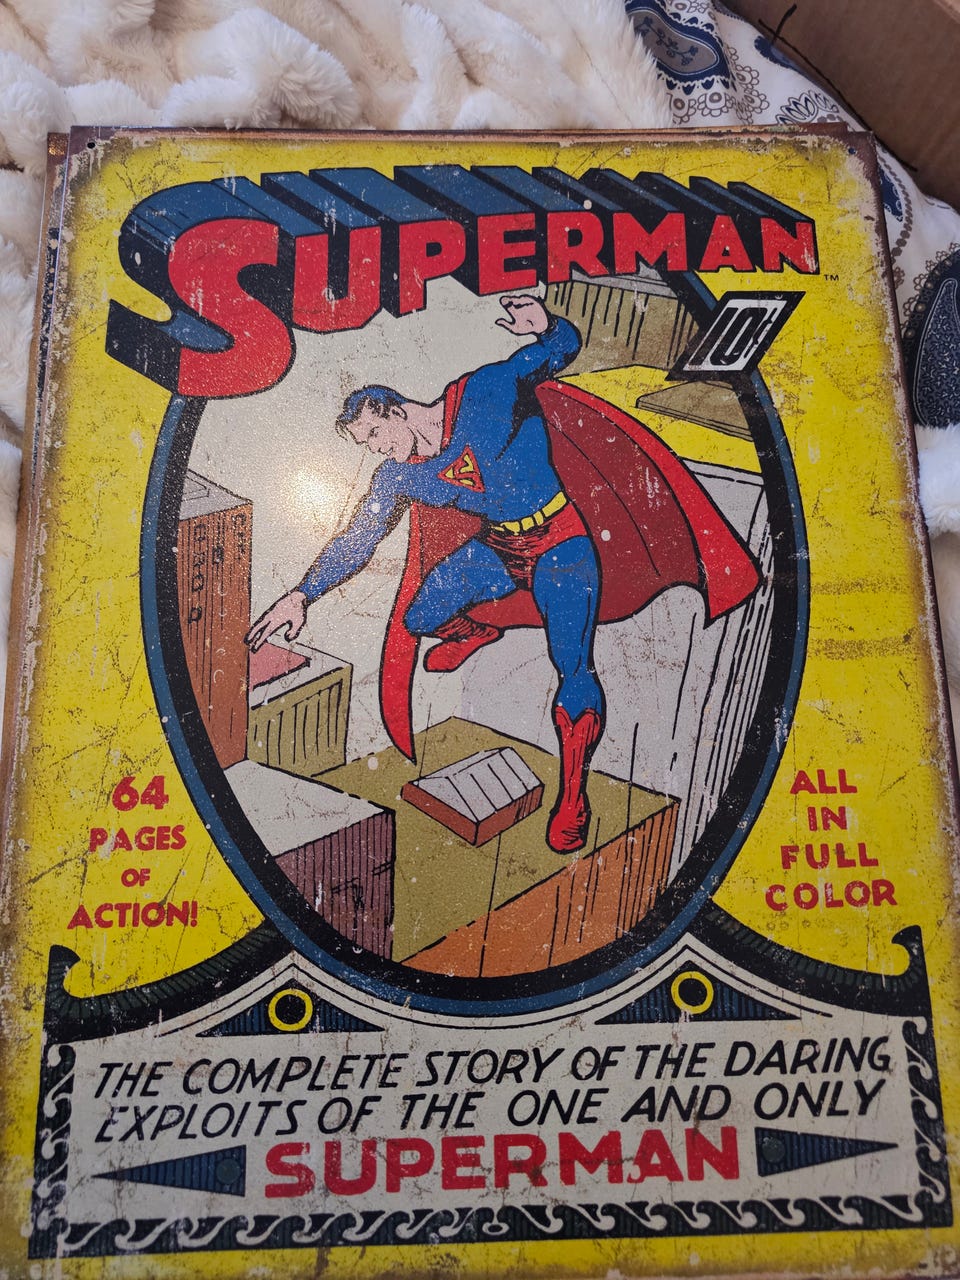 SUPERMAN™
10¢
64
PAGES
OF
ACTION!
ALL
IN
FULL
COLOR
THE COMPLETE STORY OF THE DARING
EXPLOITS OF THE ONE AND ONLY
SUPERMAN